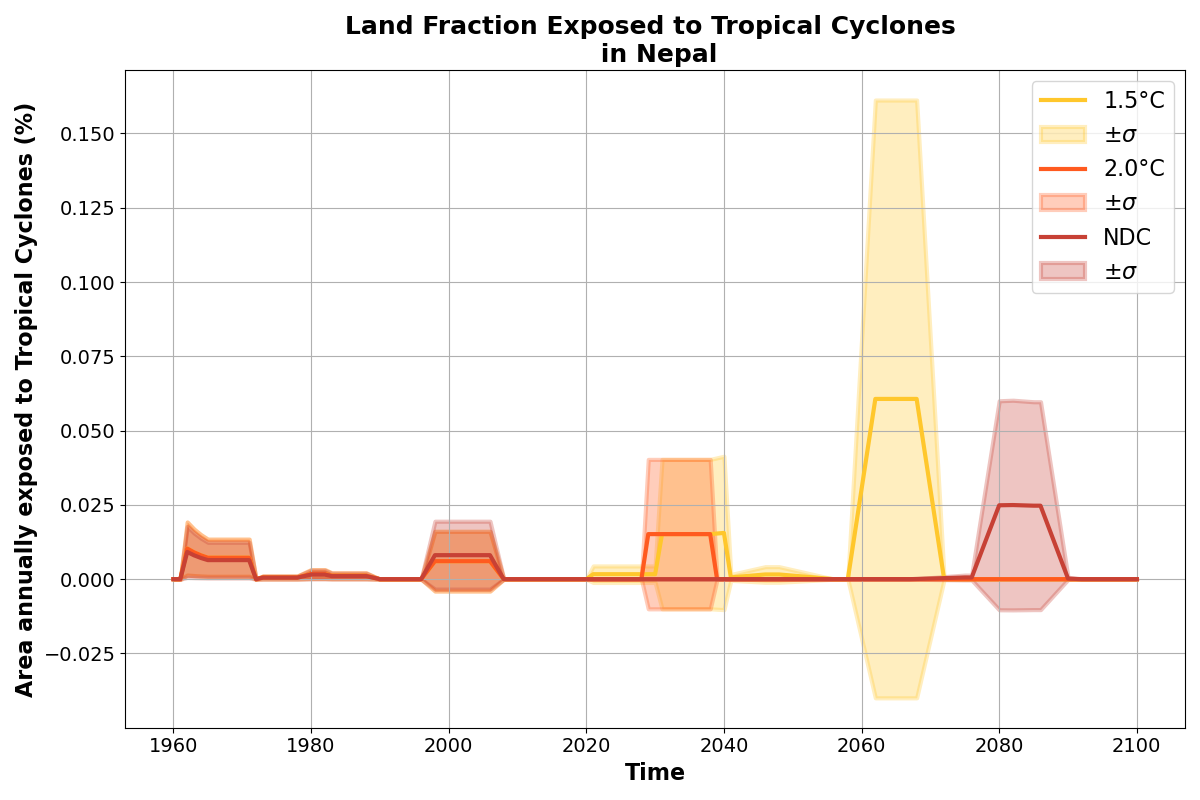 Land Fraction Exposed to Tropical Cyclones
in Nepal
Area annually exposed to Tropical Cyclones (%)
0.150
0.125
0.100
0.075
0.050
0.025
0.000
−0.025
1960
1980
2000
2020
2040
2060
2080
2100
Time
1.5°C
±σ
2.0°C
±σ
NDC
±σ